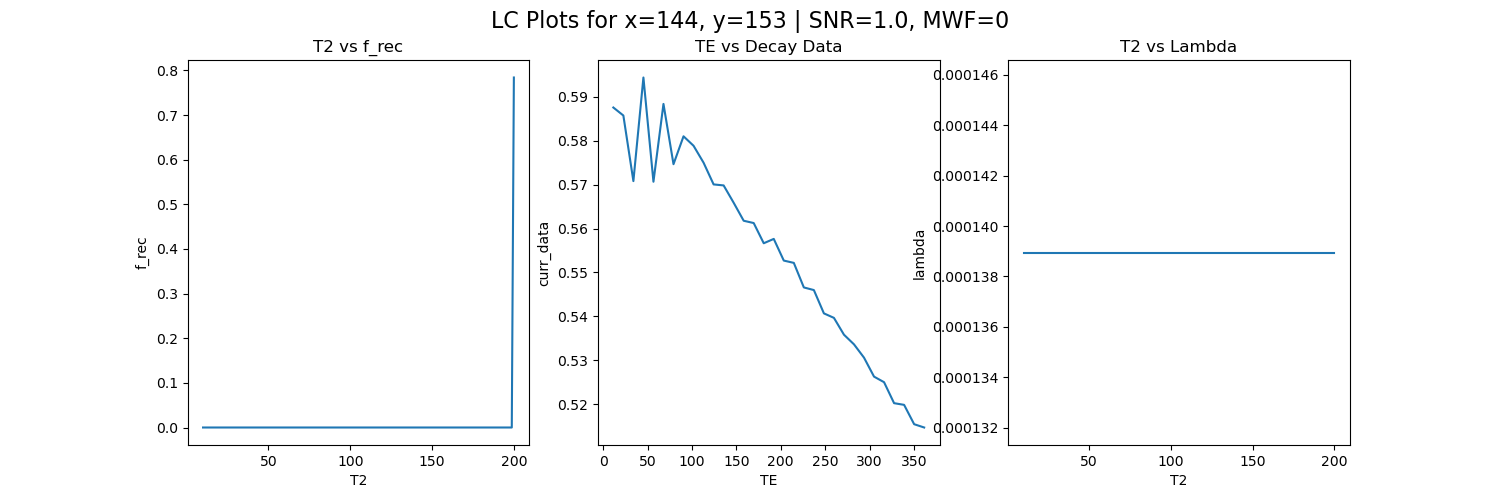 LC Plots for x=144, y=153 | SNR=1.0, MWF=0
T2 vs f_rec
f_rec
0.8
0.7
0.6
0.5
0.4
0.3
0.2
0.1
0.0
50 100 150 200
T2
TE vs Decay Data
curr_data
0.59
0.58
0.57
0.56
0.55
0.54
0.53
0.52
0 50 100 150 200 250 300 350
TE
T2 vs Lambda
lambda
0.000146
0.000144
0.000142
0.000140
0.000138
0.000136
0.000134
0.000132
50 100 150 200
T2